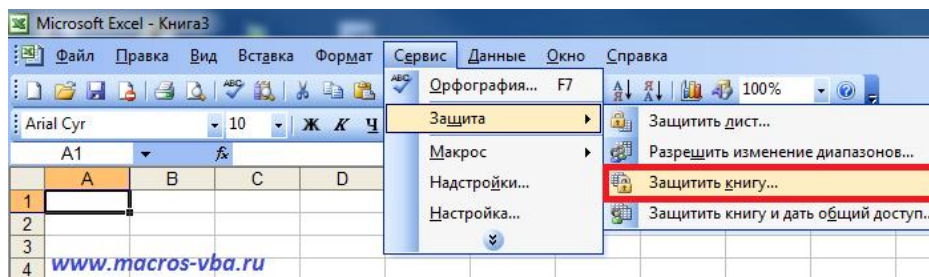 Microsoft Excel - Книга3
Файл Правка Вид Вставка Формат Сервис Данные Окно Справка
Орфография... F7
100%
Arial Cyr 10 Ж К Ч
Защита
Защитить лист...
A1 fx
Макрос
Разрешить изменение диапазонов...
A B C D
Надстройки...
Защитить книгу...
1
Настройка...
Защитить книгу и дать общий доступ..
2
3
4 www.macros-vba.ru